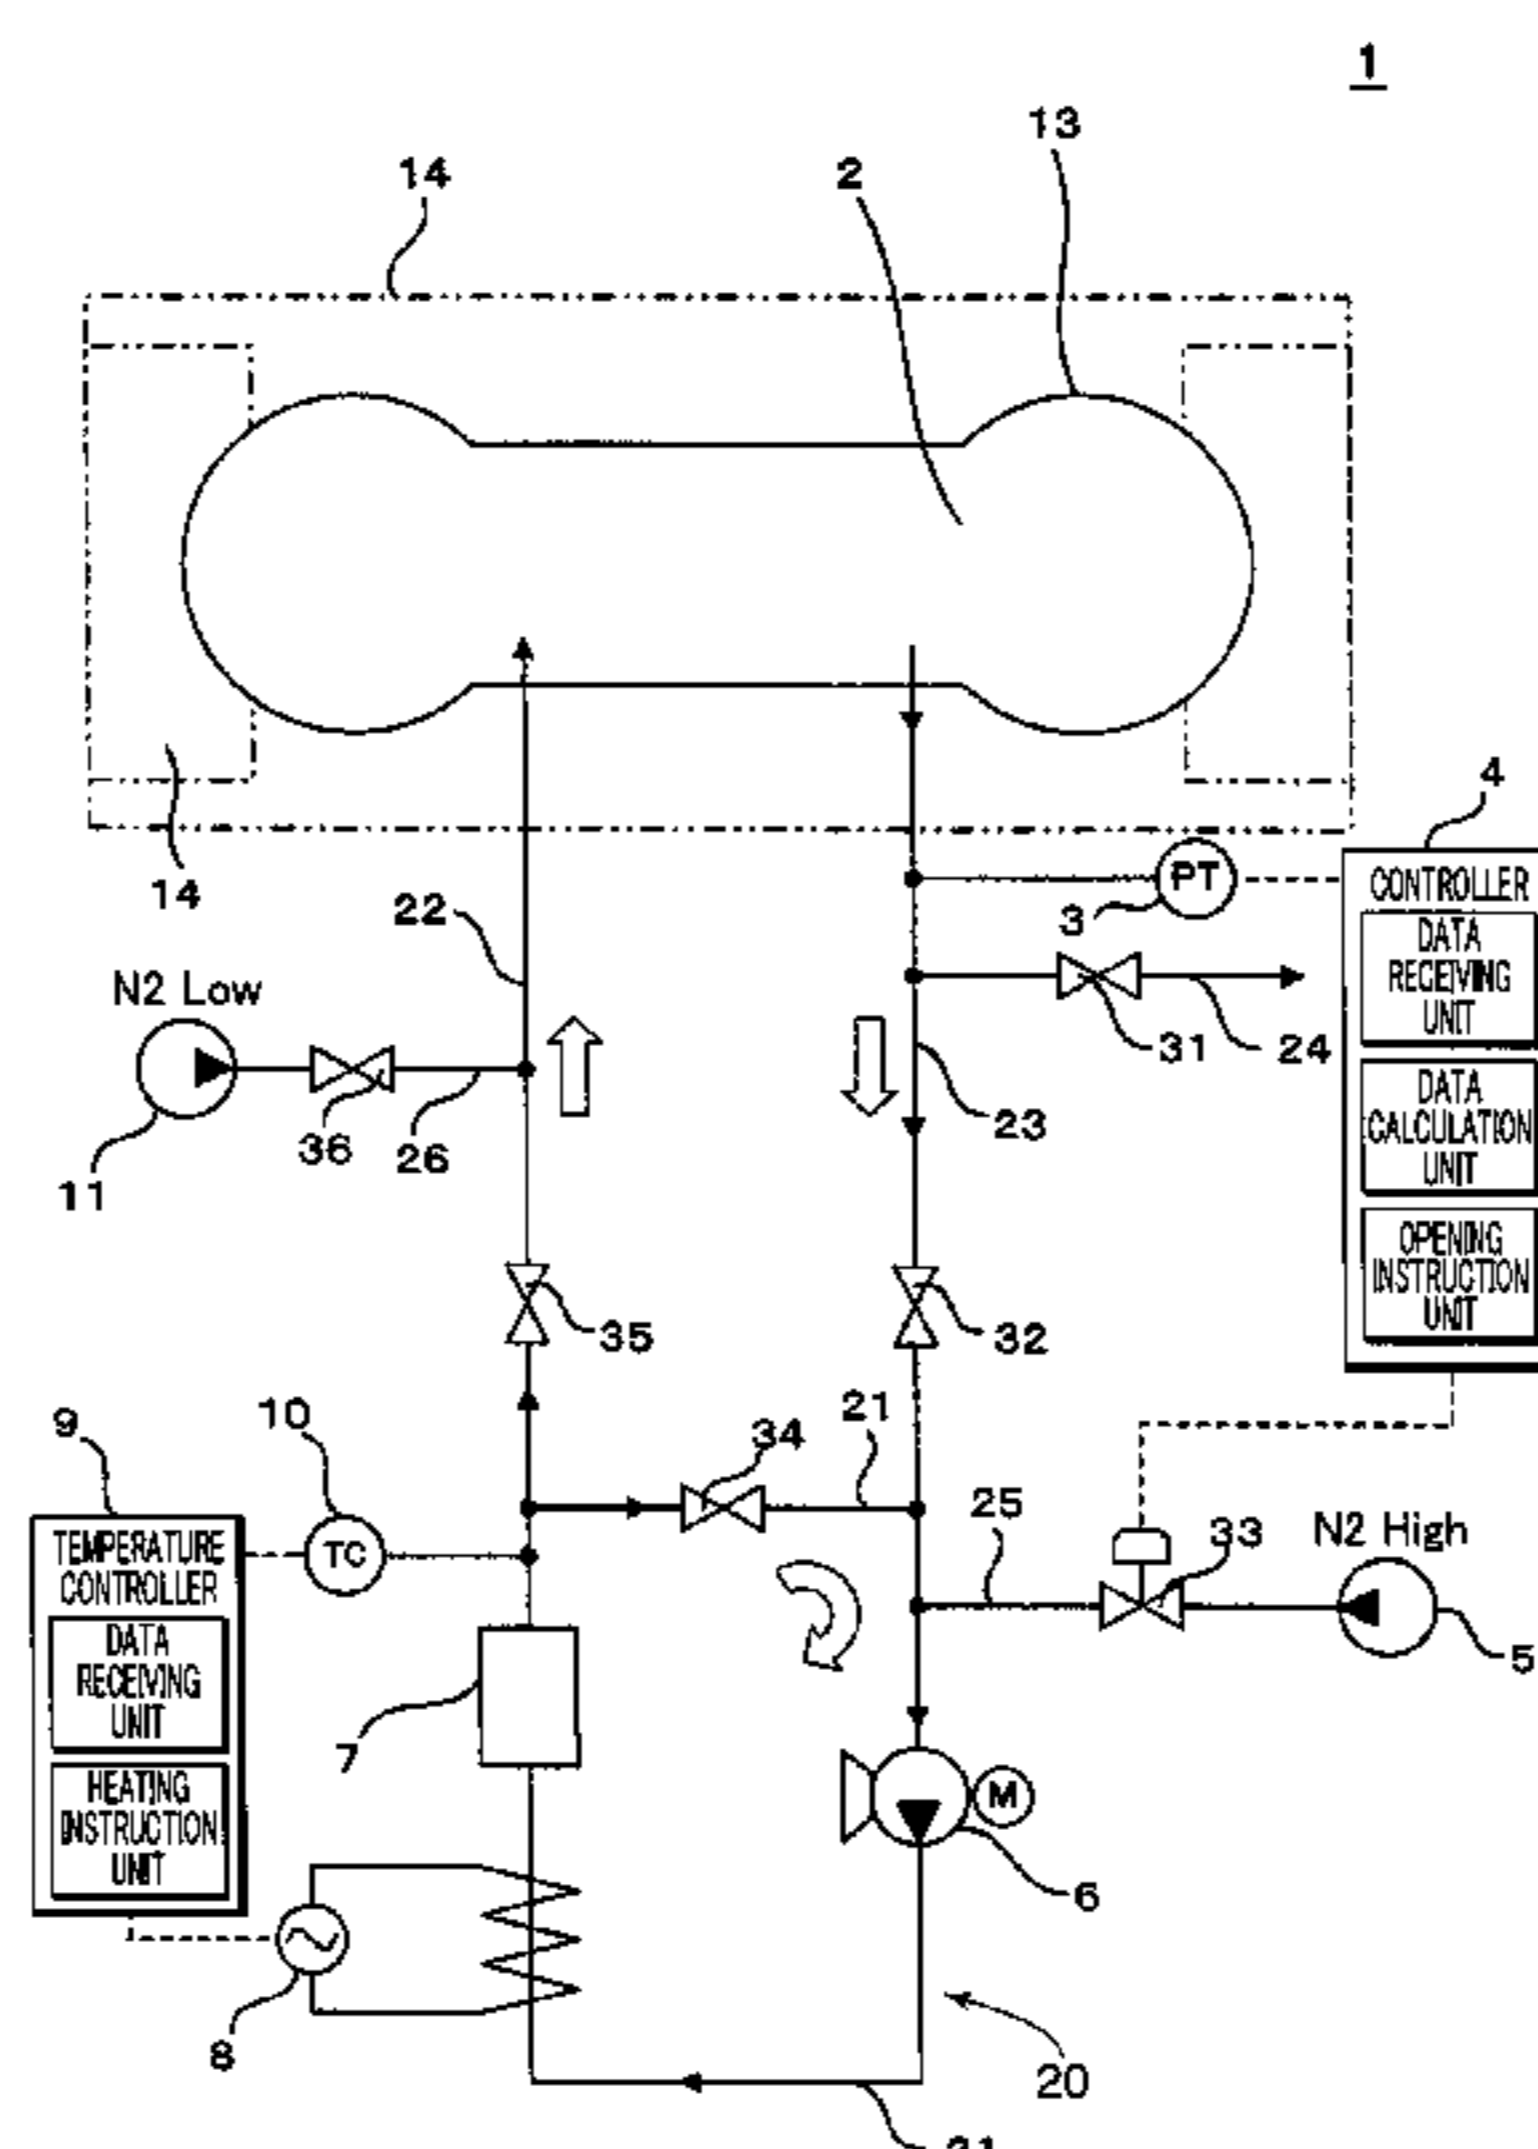 1
13
14
2
4
14
CONTROLLER
PT
3
22
DATA
RECEIVING
UNIT
N2 Low
31
24
DATA
CALCULATION
UNIT
23
36
26
11
OPENING
INSTRUCTION
UNIT
35
32
9
10
21
34
25
N2 High
33
TEMPERATURE
CONTROLLER
TC
DATA
RECEIVING
UNIT
5
7
HEATING
INSTRUCTION
UNIT
M
6
8
20